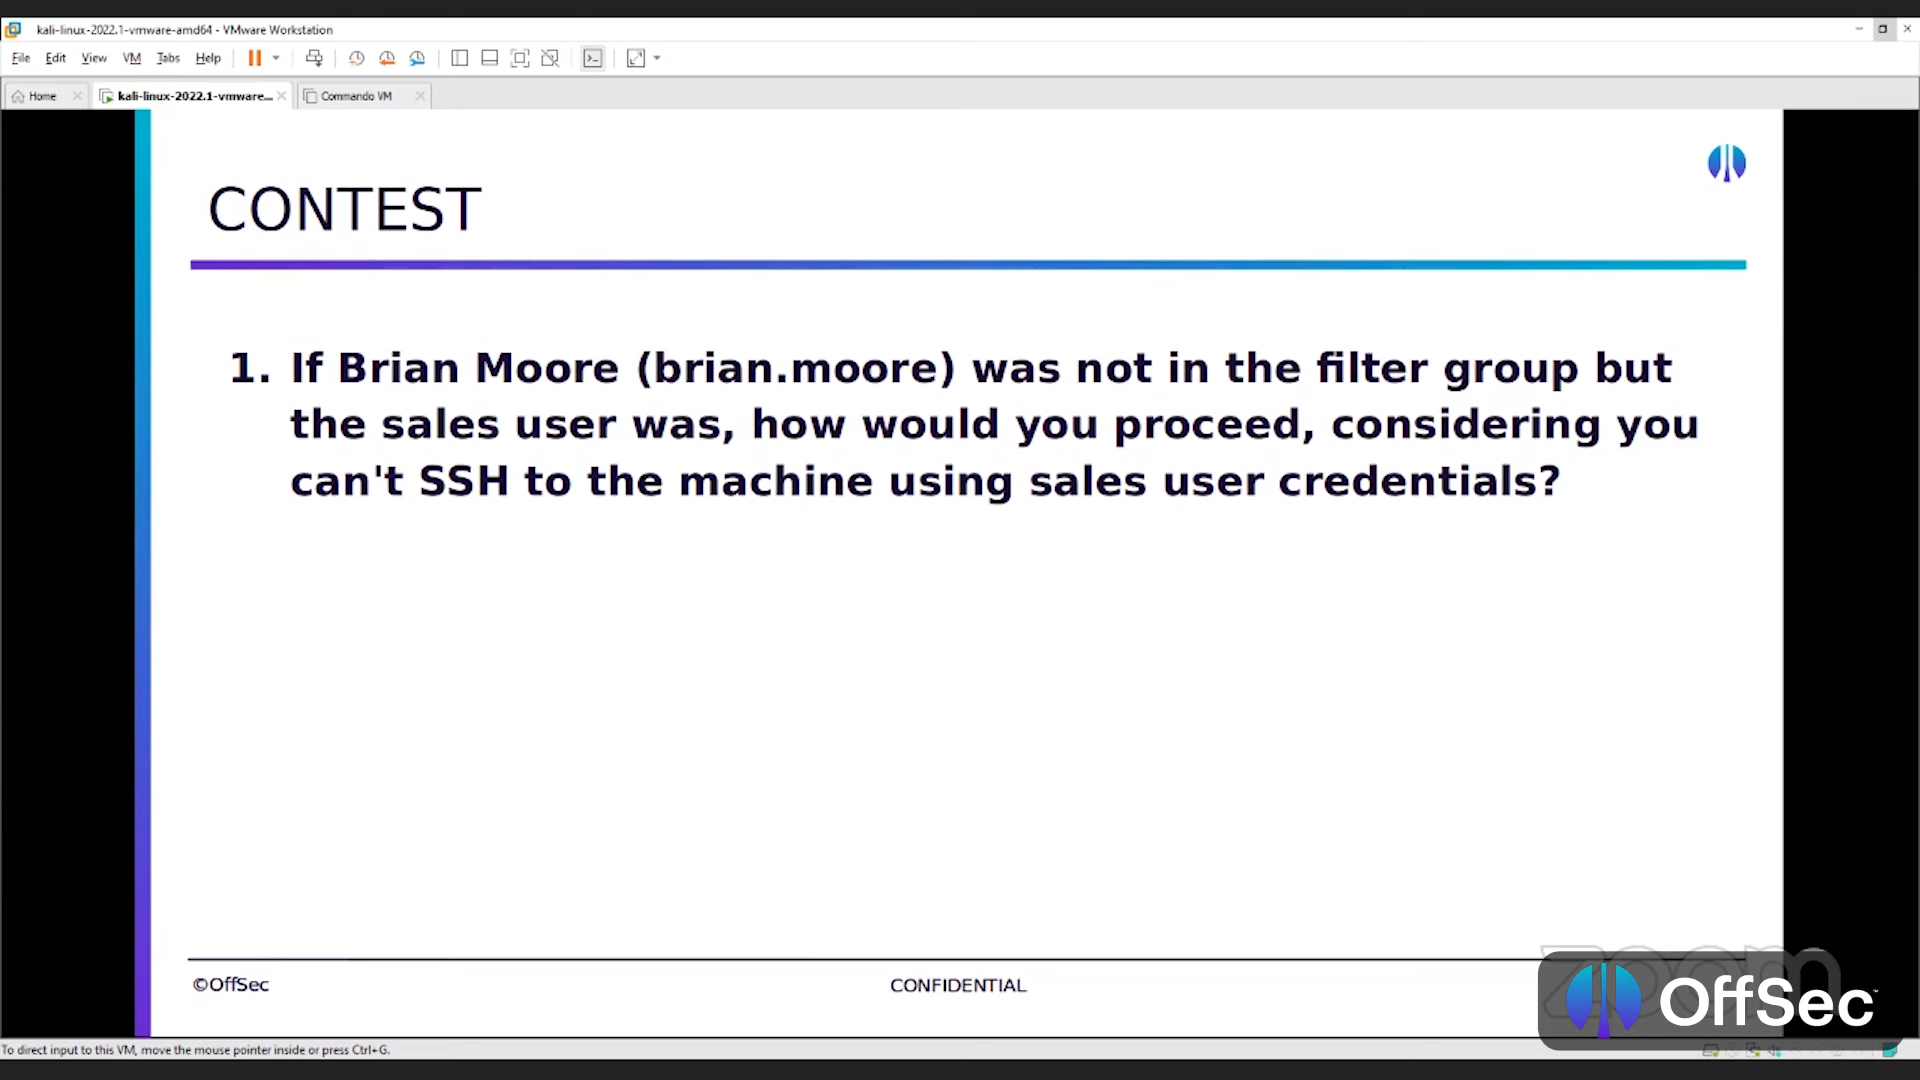 kali-linux-2022.1-vmware-amd64 - VMware Workstation
File Edit View VM Tabs Help
Home kali-linux-2022.1-vmware... Commando VM
CONTEST
1. If Brian Moore (brian.moore) was not in the filter group but
the sales user was, how would you proceed, considering you
can't SSH to the machine using sales user credentials?
©OffSec CONFIDENTIAL
zoom
OffSec™
To direct input to this VM, move the mouse pointer inside or press Ctrl+G.